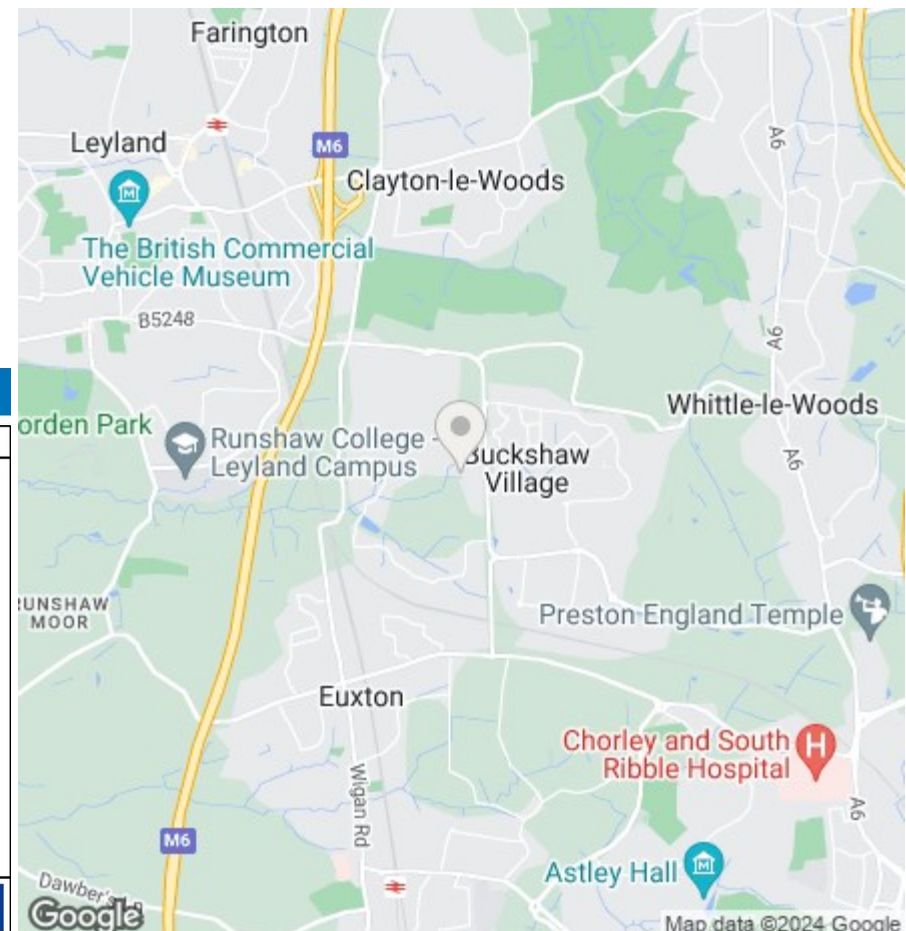 Farington
Leyland
M6
A6
Clayton-le-Woods
The British Commercial
Vehicle Museum
B5248
A6
Whittle-le-Woods
orden Park
Runshaw College -
Leyland Campus
Buckshaw
Village
A6
RUNSHAW
MOOR
Preston England Temple
Euxton
Chorley and South
Ribble Hospital
H
Wigan Rd
A6
M6
Astley Hall
Dawber's L
Google
Map data ©2024 Google